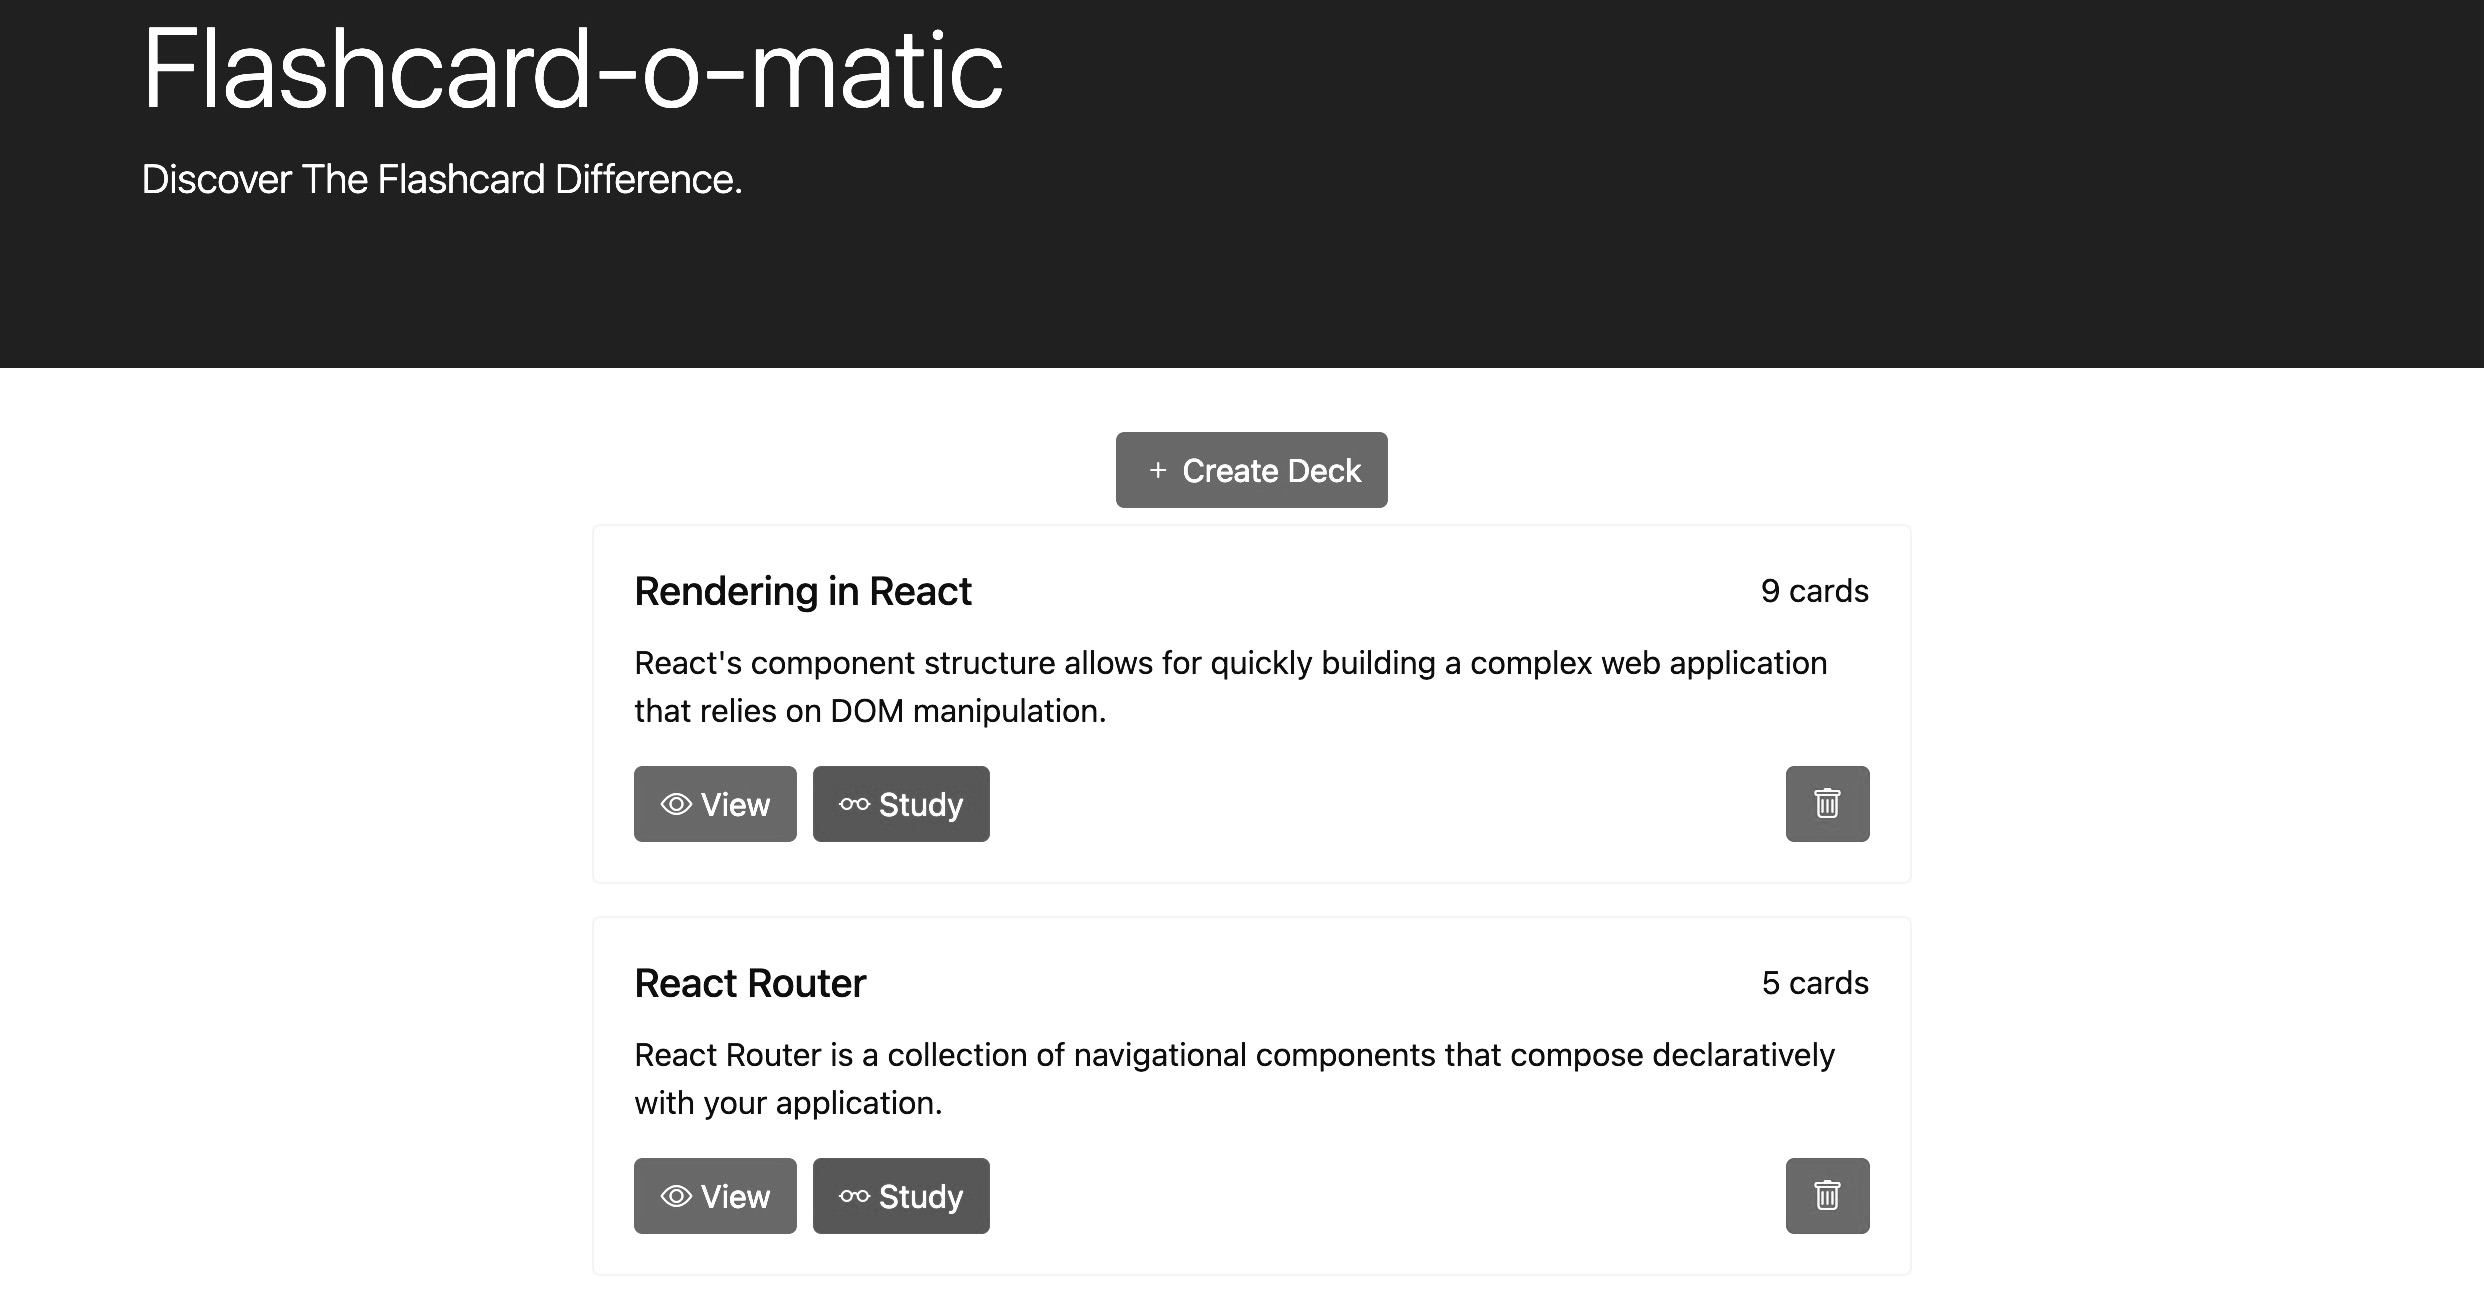 Flashcard-o-matic
Discover The Flashcard Difference.
+ Create Deck
Rendering in React
9 cards
React's component structure allows for quickly building a complex web application
that relies on DOM manipulation.
View
Study
React Router
5 cards
React Router is a collection of navigational components that compose declaratively
with your application.
View
Study